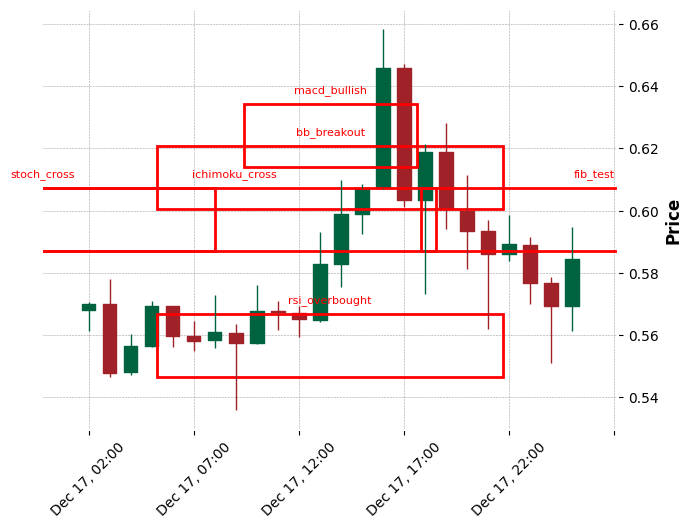 0.66
0.64
macd_bullish
bb_breakout
0.62
stoch_cross
ichimoku_cross
fib_test
0.60
Price
0.58
rsi_overbought
0.56
0.54
Dec 17, 02:00
Dec 17, 07:00
Dec 17, 12:00
Dec 17, 17:00
Dec 17, 22:00